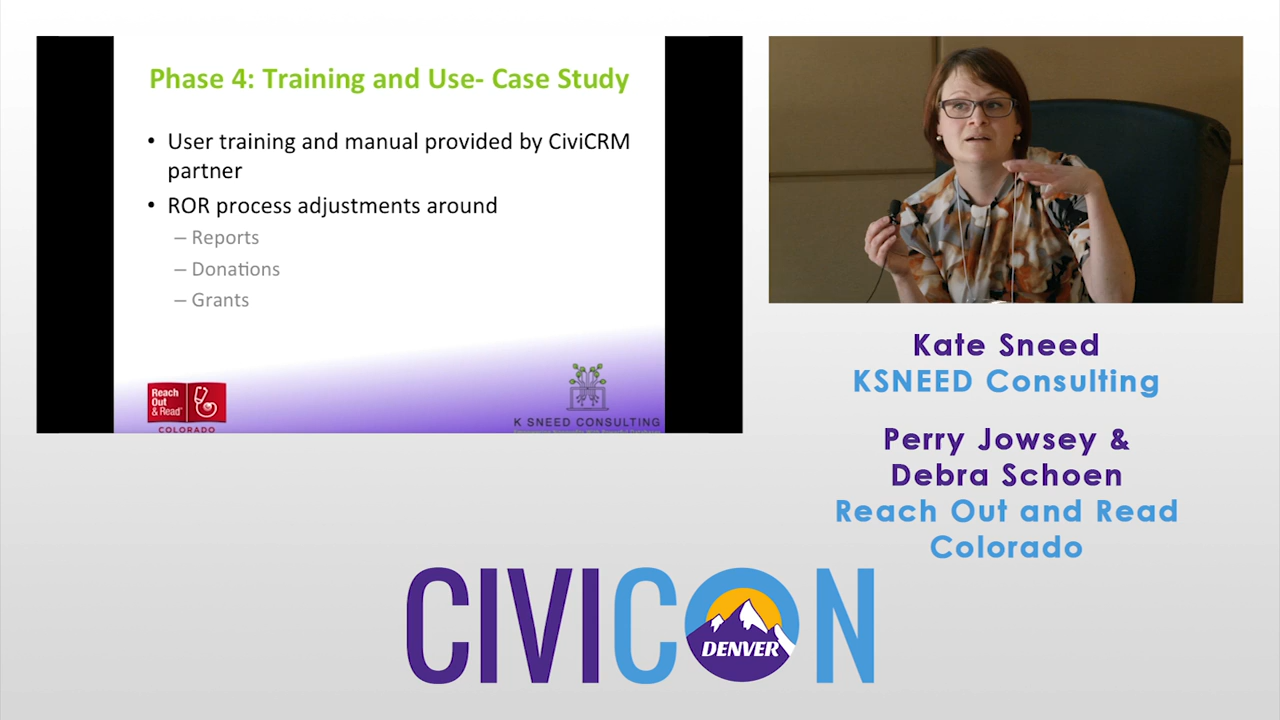 Phase 4: Training and Use- Case Study
• User training and manual provided by CiviCRM
partner
• ROR process adjustments around
– Reports
– Donations
– Grants
Reach
Out
& Read
COLORADO
K SNEED CONSULTING
Kate Sneed
KSNEED Consulting
Perry Jowsey &
Debra Schoen
Reach Out and Read
Colorado
CIVICON
DENVER